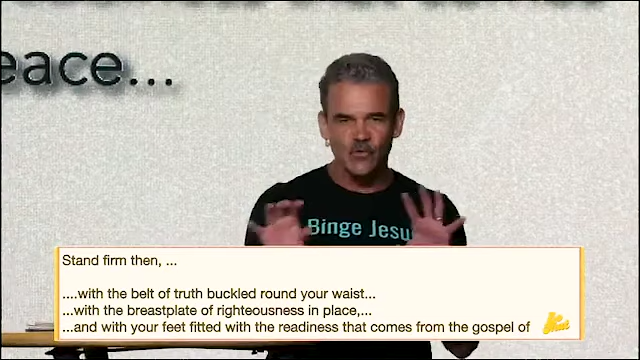 eace...
Binge Jesu
Stand firm then, ...
....with the belt of truth buckled round your waist...
...with the breastplate of righteousness in place,...
...and with your feet fitted with the readiness that comes from the gospel of